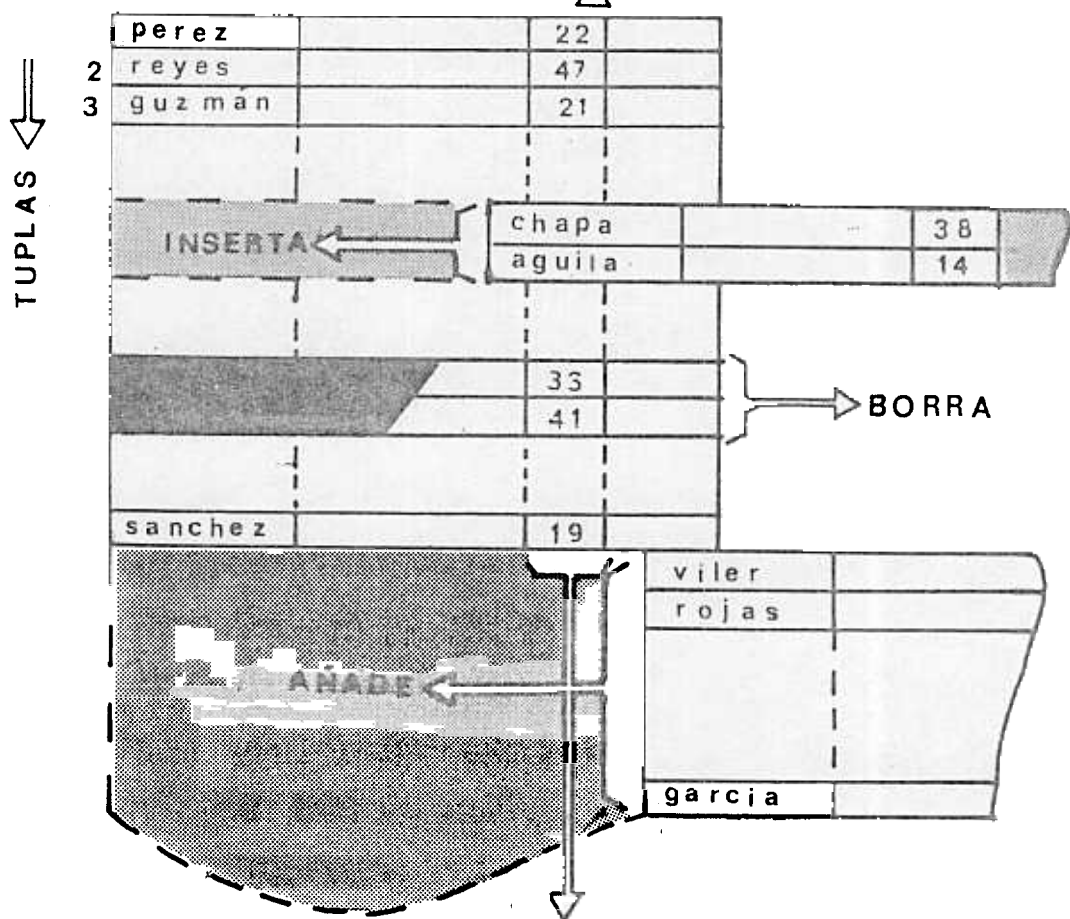 perez 22
2 reyes 47
3 guzmán 21
TUPLAS
INSERTA
chapa 38
aguila 14
33
41
BORRA
sanchez 19
viler
rojas
AÑADE
garcia